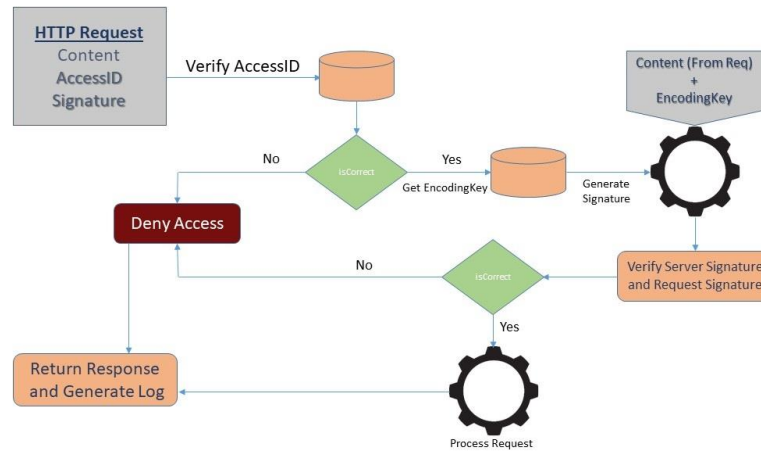 HTTP Request
Content
AccessID
Signature
Verify AccessID
Content (From Req)
+
EncodingKey
No
isCorrect
Yes
Get EncodingKey
Generate
Signature
Deny Access
Verify Server Signature
and Request Signature
No
isCorrect
Yes
Return Response
and Generate Log
Process Request